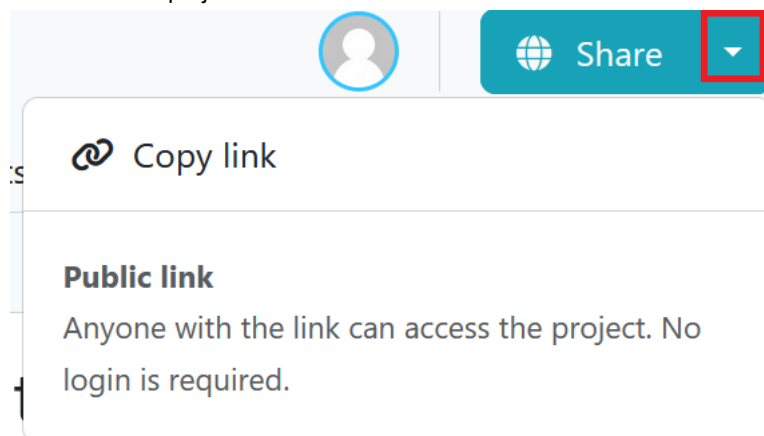 Share
Copy link
Public link
Anyone with the link can access the project. No
login is required.